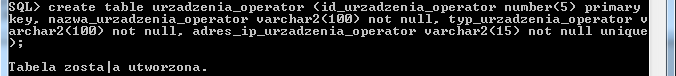 SQL> create table urzadzenia_operator (id_urzadzenia_operator number(5) primary
key, nazwa_urzadzenia_operator varchar2(100) not null, typ_urzadzenia_operator v
archar2(100) not null, adres_ip_urzadzenia_operator varchar2(15) not null unique
);
Tabela zosta|a utworzona.